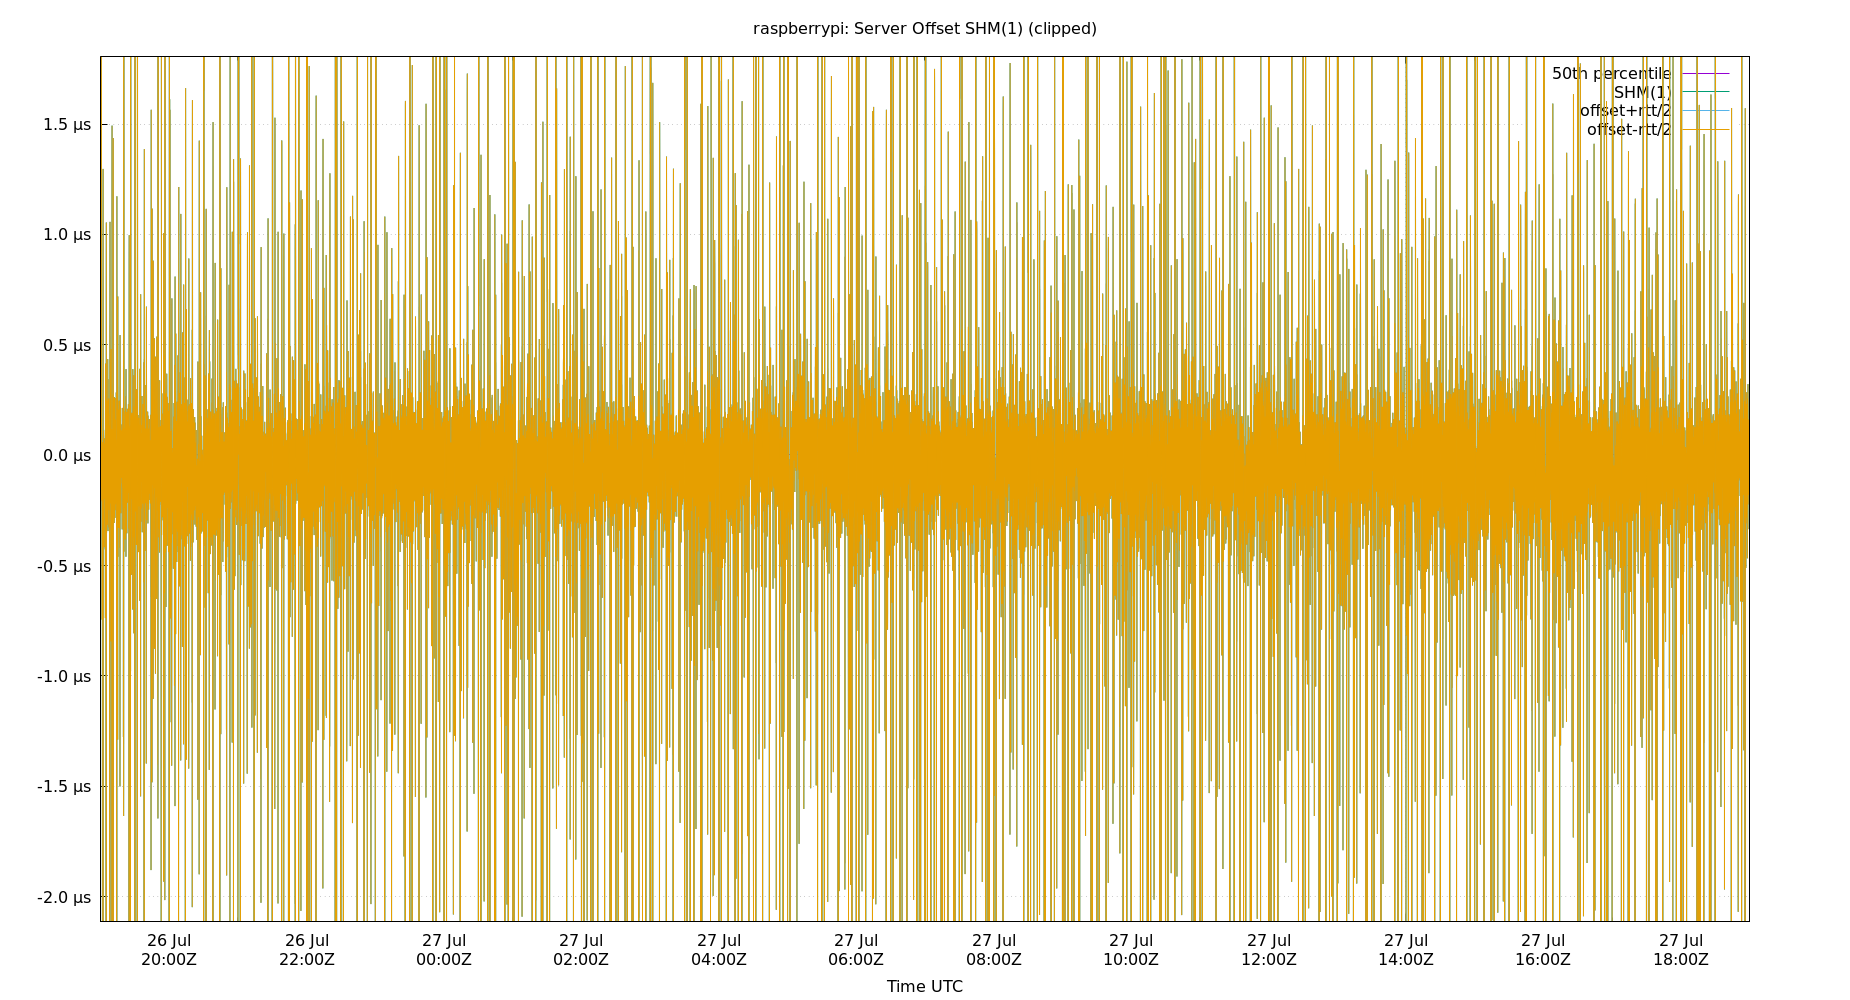 raspberrypi: Server Offset SHM(1) (clipped)
50th percentile
SHM(1)
offset+rtt/2
offset-rtt/2
1.5 µs
1.0 µs
0.5 µs
0.0 µs
-0.5 µs
-1.0 µs
-1.5 µs
-2.0 µs
26 Jul 26 Jul 27 Jul 27 Jul 27 Jul 27 Jul 27 Jul 27 Jul 27 Jul 27 Jul 27 Jul 27 Jul
20:00Z 22:00Z 00:00Z 02:00Z 04:00Z 06:00Z 08:00Z 10:00Z 12:00Z 14:00Z 16:00Z 18:00Z
Time UTC